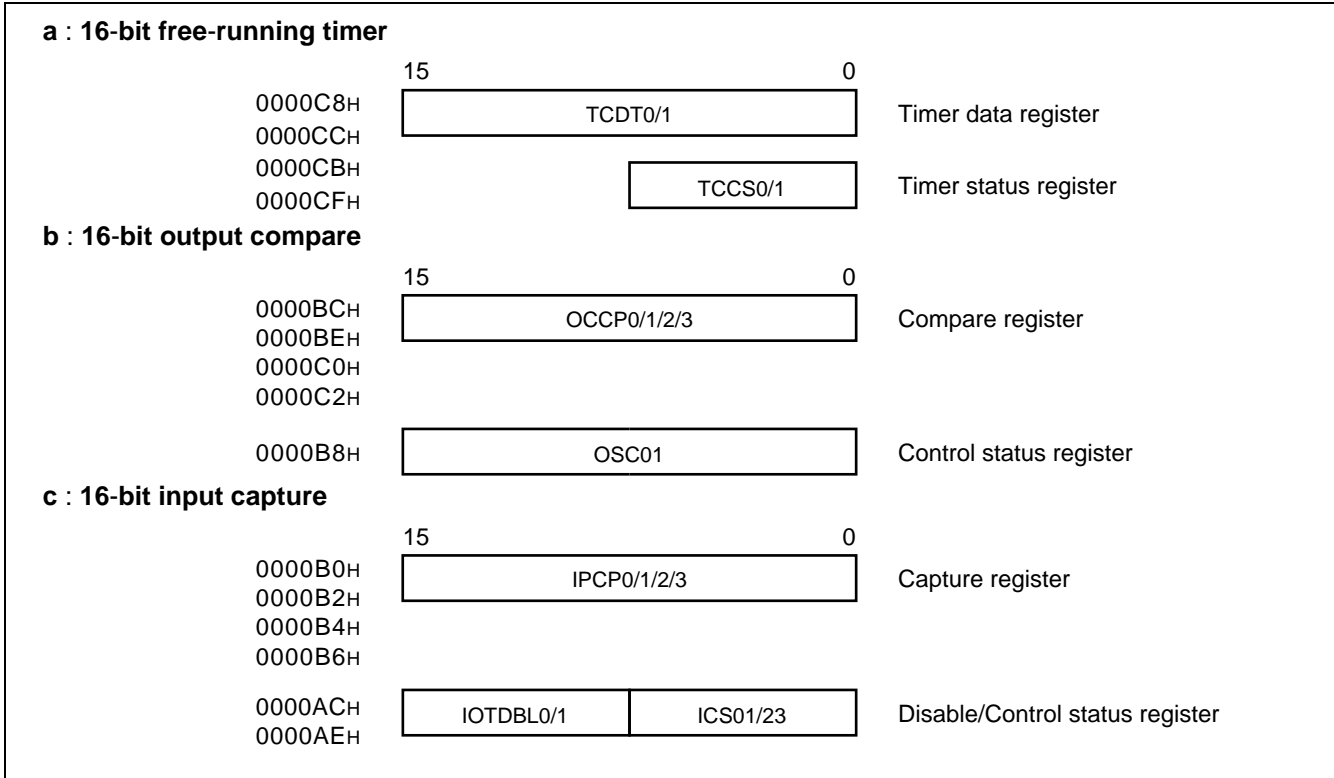 a : 16-bit free-running timer
15 0
0000C8H TCDT0/1 Timer data register
0000CCH
0000CBH TCCS0/1 Timer status register
0000CFH
b : 16-bit output compare
15 0
0000BCH OCCP0/1/2/3 Compare register
0000BEH
0000C0H
0000C2H
0000B8H OSC01 Control status register
c : 16-bit input capture
15 0
0000B0H IPCP0/1/2/3 Capture register
0000B2H
0000B4H
0000B6H
0000ACH IOTDBL0/1 ICS01/23 Disable/Control status register
0000AEH